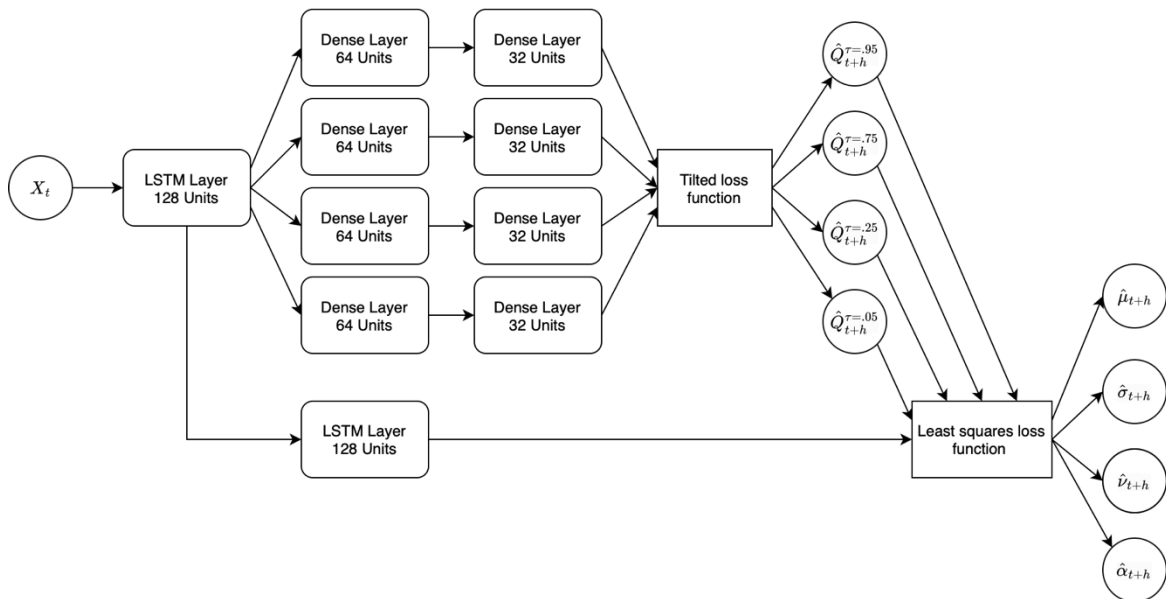 X_t
LSTM Layer
128 Units
Dense Layer
64 Units
Dense Layer
32 Units
Dense Layer
64 Units
Dense Layer
32 Units
Dense Layer
64 Units
Dense Layer
32 Units
Dense Layer
64 Units
Dense Layer
32 Units
Tilted loss
function
Q̂_{t+h}^{τ=.95}
Q̂_{t+h}^{τ=.75}
Q̂_{t+h}^{τ=.25}
Q̂_{t+h}^{τ=.05}
LSTM Layer
128 Units
Least squares loss
function
μ̂_{t+h}
σ̂_{t+h}
ν̂_{t+h}
α̂_{t+h}